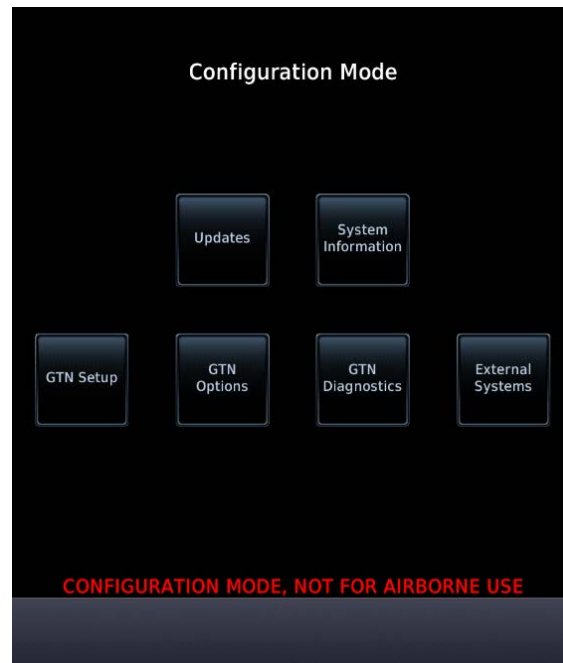 Configuration Mode
Updates
System
Information
GTN Setup
GTN
Options
GTN
Diagnostics
External
Systems
CONFIGURATION MODE, NOT FOR AIRBORNE USE